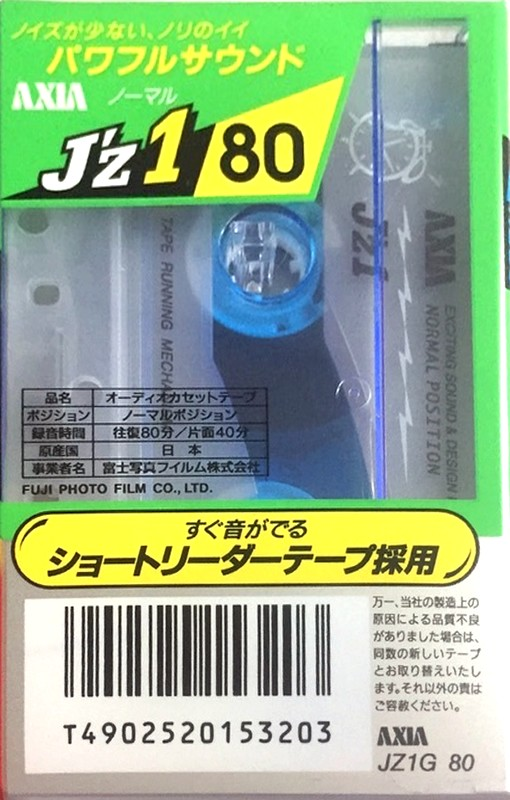 ノイズが少ない、ノリのイイ
パワフルサウンド
AXIA ノーマル
J'z1 80
TAPE RUNNING MECHA
J'z1
AXIA
EXCITING SOUND & DESIGN
NORMAL POSITION
品名 オーディオカセットテープ
ポジション ノーマルポジション
録音時間 往復80分/片面40分
原産国 日本
事業者名 富士写真フイルム株式会社
FUJI PHOTO FILM CO., LTD.
すぐ音がでる
ショートリーダーテープ採用
万一、当社の製造上の
原因による品質不良
がありました場合は、
同数の新しいテープ
とお取り替えいたし
ます。それ以外の責は
ご容赦ください。
T4902520153203
AXIA
JZ1G 80